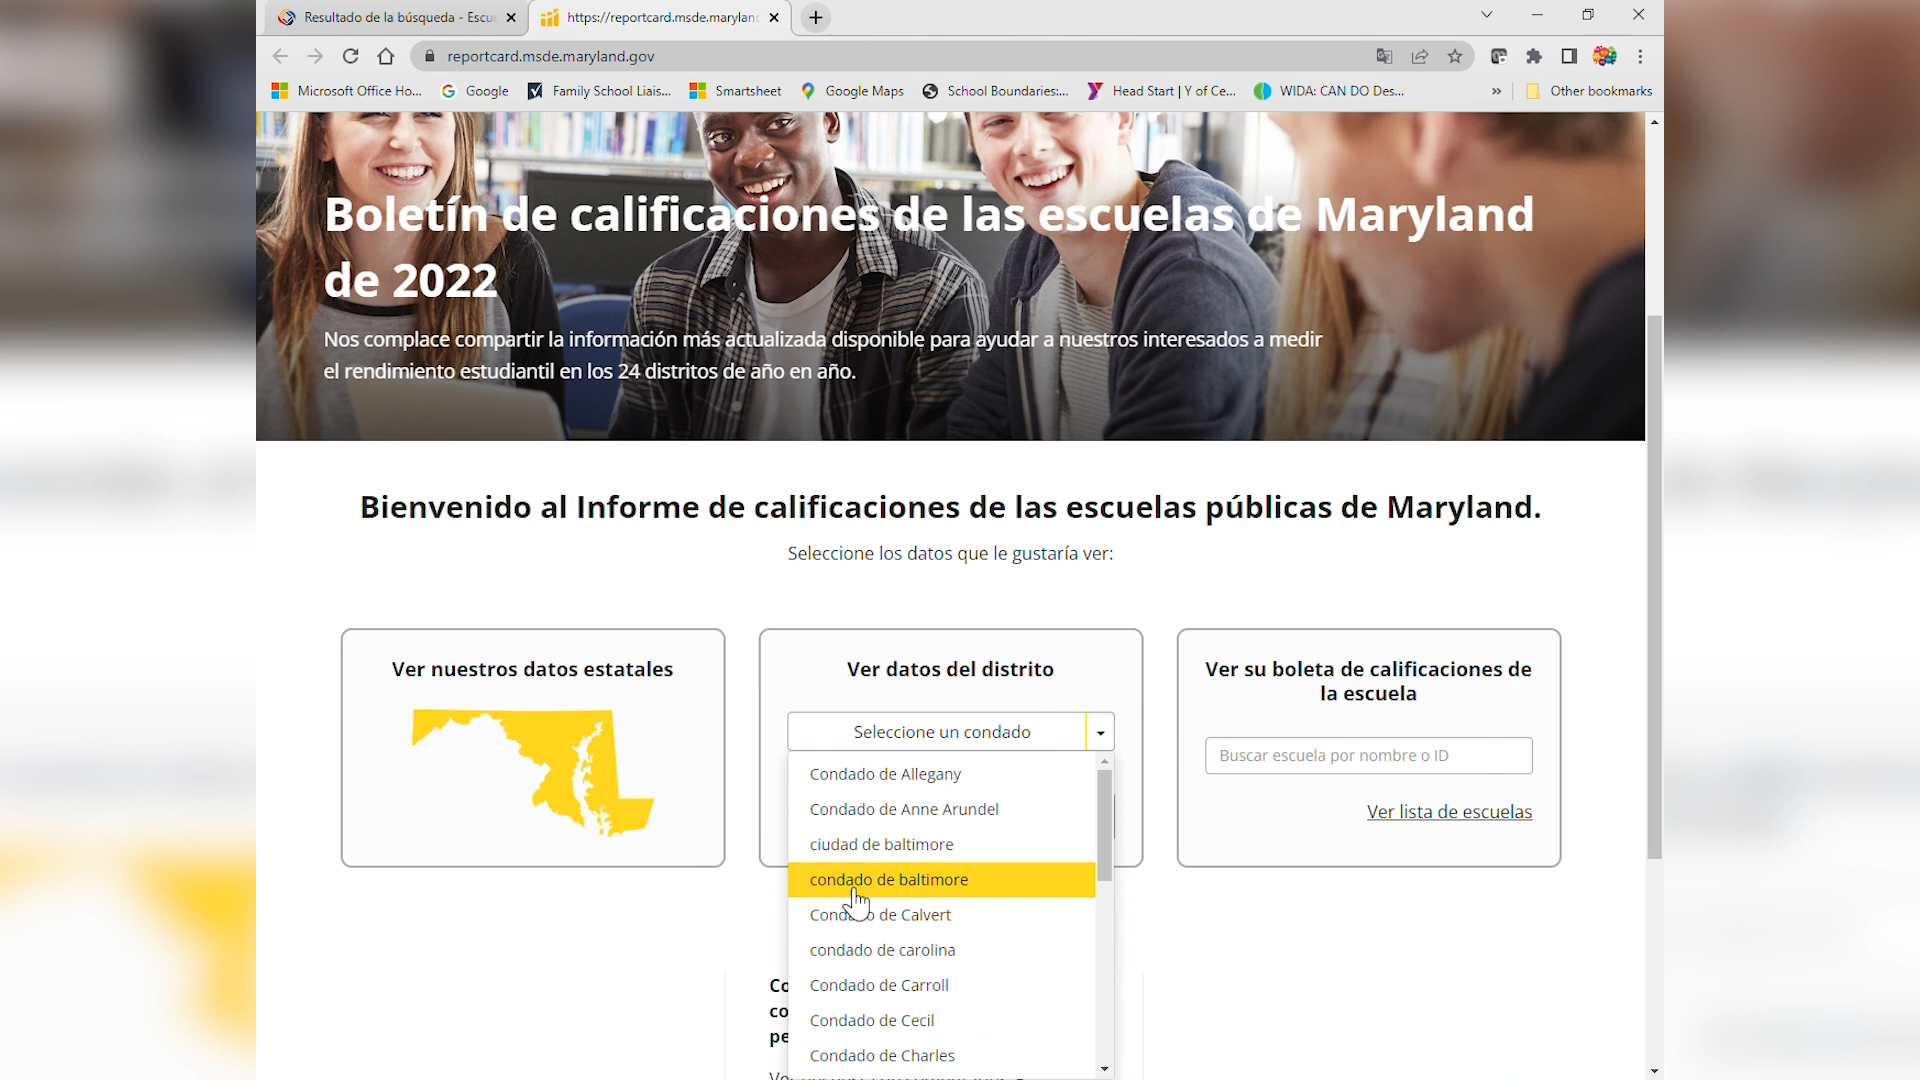 Resultado de la búsqueda - Escue
https://reportcard.msde.marylan
reportcard.msde.maryland.gov
Microsoft Office Ho...
Google
Family School Liais...
Smartsheet
Google Maps
School Boundaries:...
Head Start | Y of Ce...
WIDA: CAN DO Des...
»
Other bookmarks
Boletín de calificaciones de las escuelas de Maryland
de 2022
Nos complace compartir la información más actualizada disponible para ayudar a nuestros interesados a medir
el rendimiento estudiantil en los 24 distritos de año en año.
Bienvenido al Informe de calificaciones de las escuelas públicas de Maryland.
Seleccione los datos que le gustaría ver:
Ver nuestros datos estatales
Ver datos del distrito
Seleccione un condado
Condado de Allegany
Condado de Anne Arundel
ciudad de baltimore
condado de baltimore
Condado de Calvert
condado de carolina
Condado de Carroll
Condado de Cecil
Condado de Charles
Ver su boleta de calificaciones de
la escuela
Buscar escuela por nombre o ID
Ver lista de escuelas
Co
co
pe